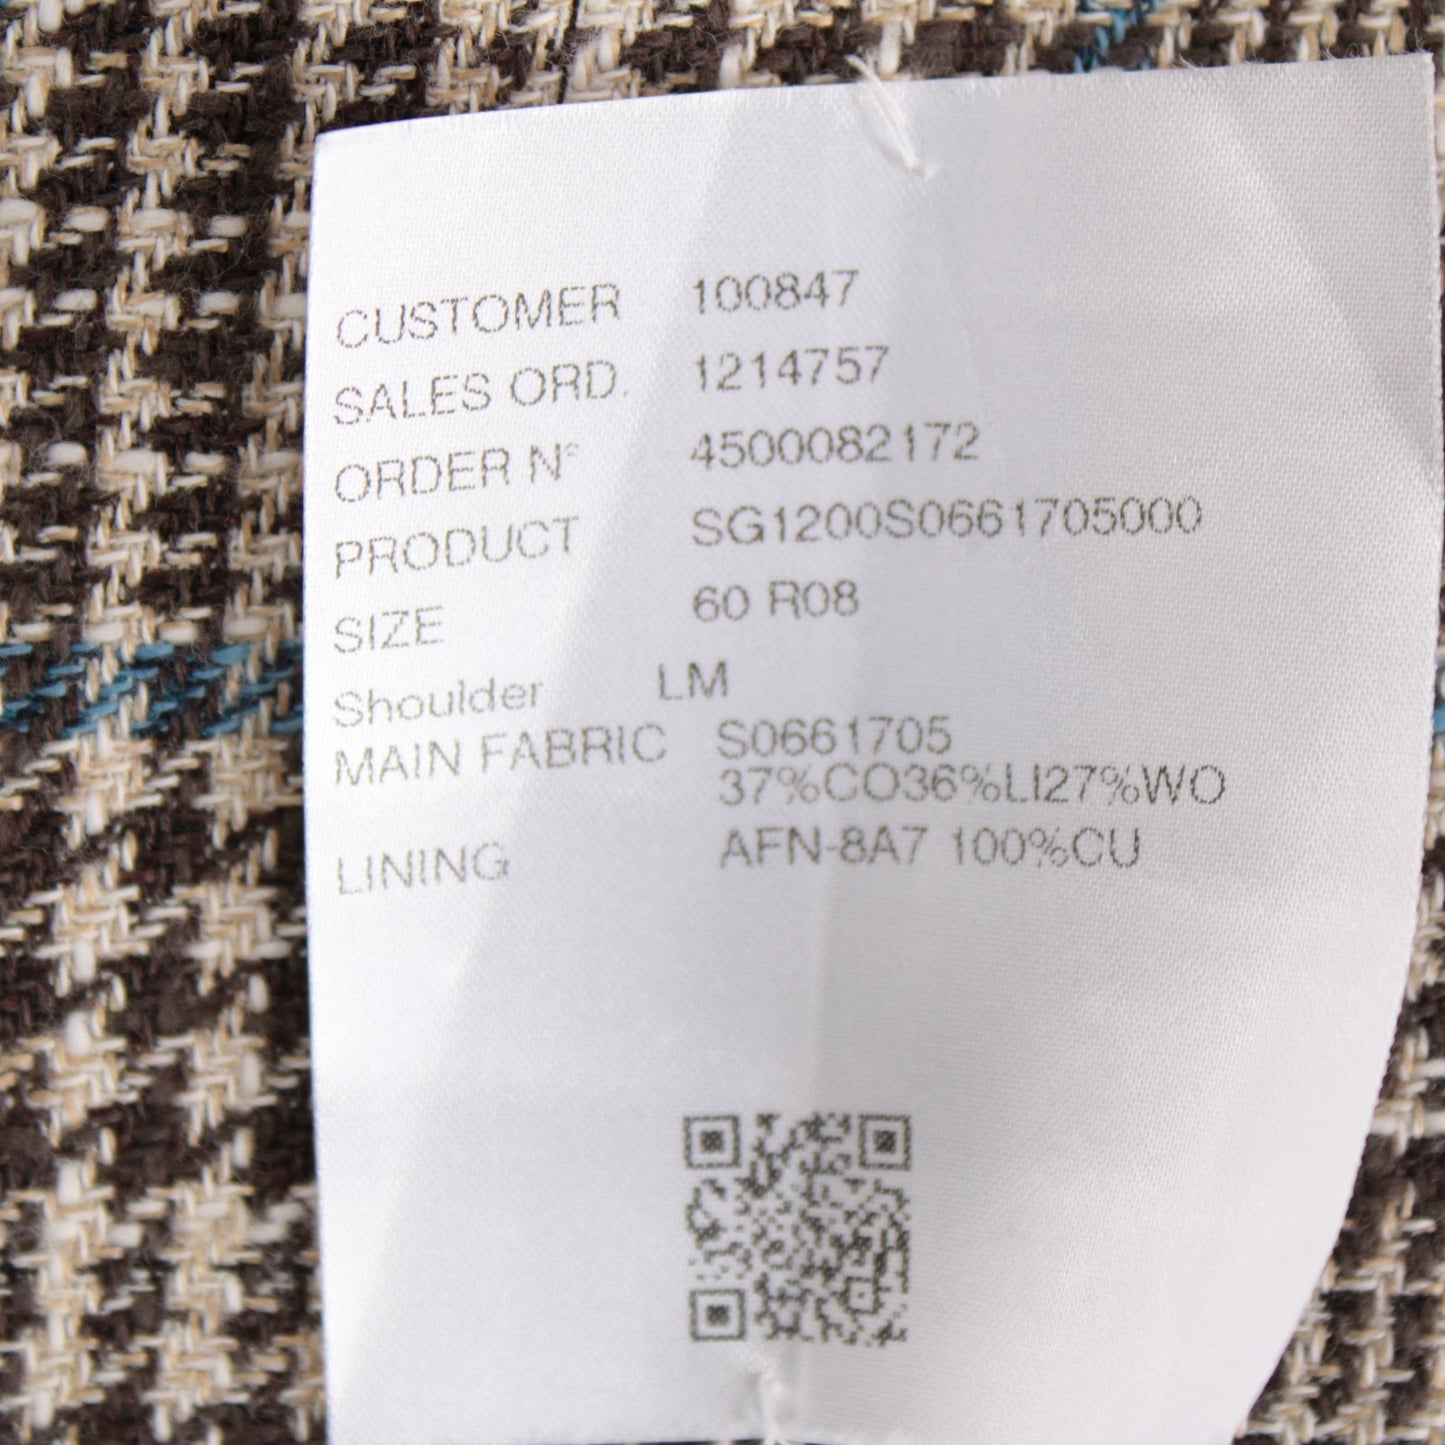 CUSTOMER 100847
SALES ORD. 1214757
ORDER N° 4500082172
PRODUCT SG1200S0661705000
SIZE 60 R08
Shoulder LM
MAIN FABRIC S0661705
37%CO36%LI27%WO
LINING AFN-8A7 100%CU